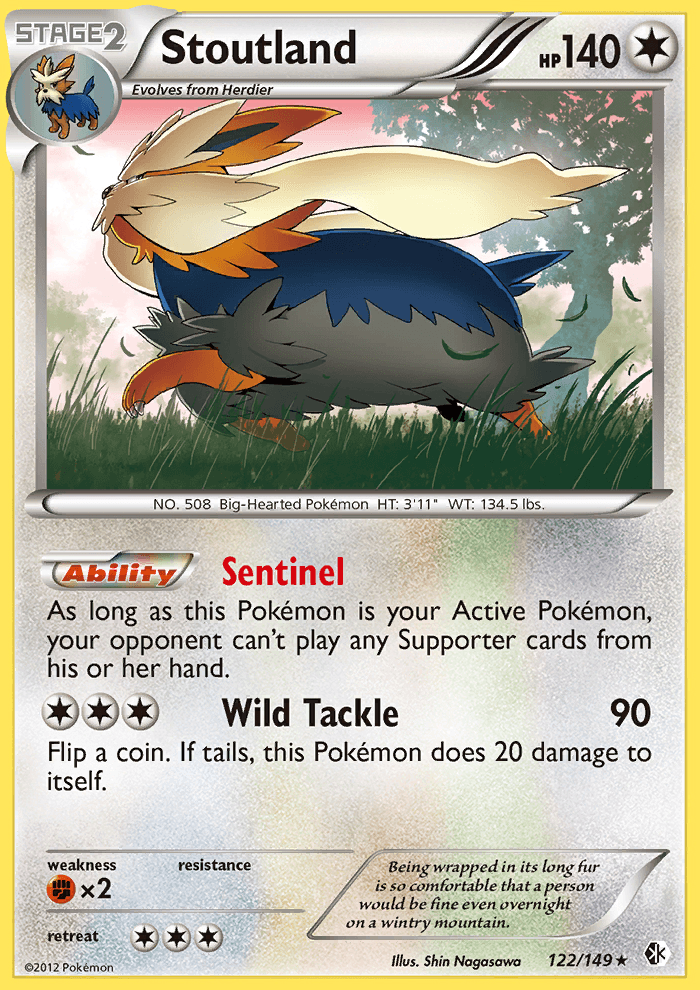 STAGE2
Stoutland
HP140
Evolves from Herdier
NO. 508 Big-Hearted Pokémon HT: 3'11" WT: 134.5 lbs.
Ability Sentinel
As long as this Pokémon is your Active Pokémon,
your opponent can't play any Supporter cards from
his or her hand.
Wild Tackle 90
Flip a coin. If tails, this Pokémon does 20 damage to
itself.
weakness resistance
×2
retreat
Being wrapped in its long fur
is so comfortable that a person
would be fine even overnight
on a wintry mountain.
©2012 Pokémon
Illus. Shin Nagasawa 122/149★